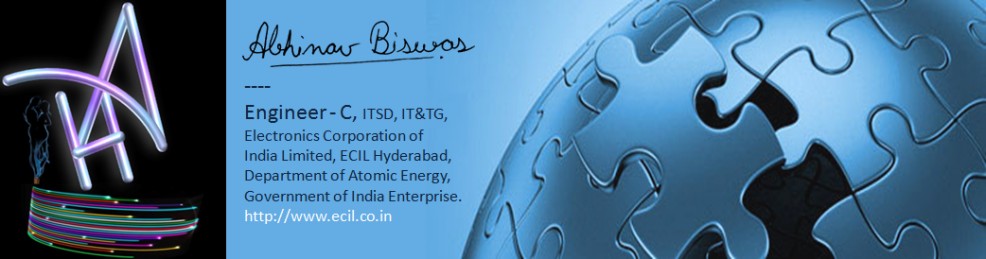 Abhinav Biswas
----
Engineer - C, ITSD, IT&TG,
Electronics Corporation of
India Limited, ECIL Hyderabad,
Department of Atomic Energy,
Government of India Enterprise.
http://www.ecil.co.in